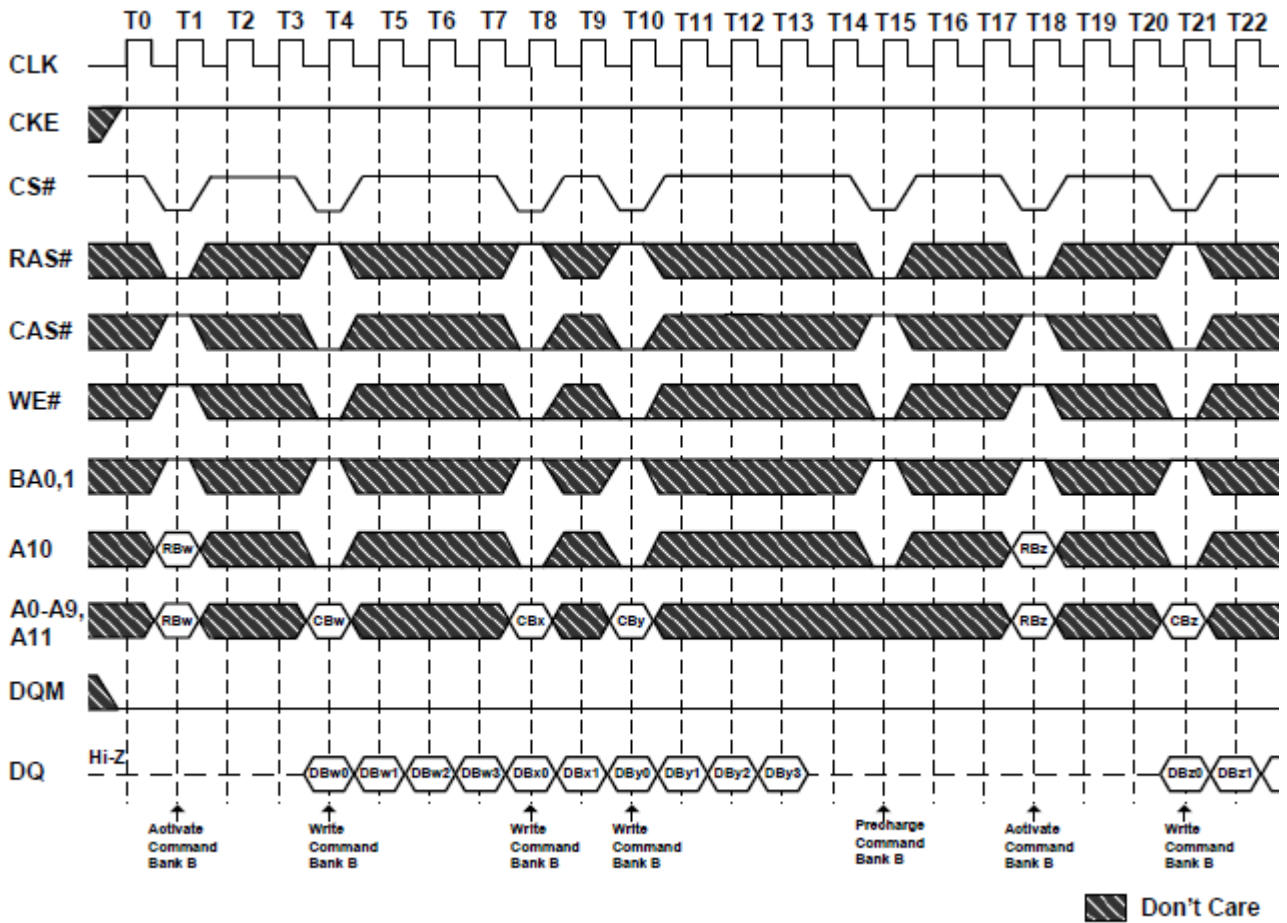 T0 T1 T2 T3 T4 T5 T6 T7 T8 T9 T10 T11 T12 T13 T14 T15 T16 T17 T18 T19 T20 T21 T22
CLK
CKE
CS#
RAS#
CAS#
WE#
BA0,1
A10 RBw RBz
A0-A9,
A11 RBw CBw CBx CBy RBz CBz
DQM
Hi-Z
DQ DBw0 DBw1 DBw2 DBw3 DBx0 DBx1 DBy0 DBy1 DBy2 DBy3 DBz0 DBz1
Aotivate
Command
Bank B
Write
Command
Bank B
Write
Command
Bank B
Write
Command
Bank B
Precharge
Command
Bank B
Aotivate
Command
Bank B
Write
Command
Bank B
Don't Care